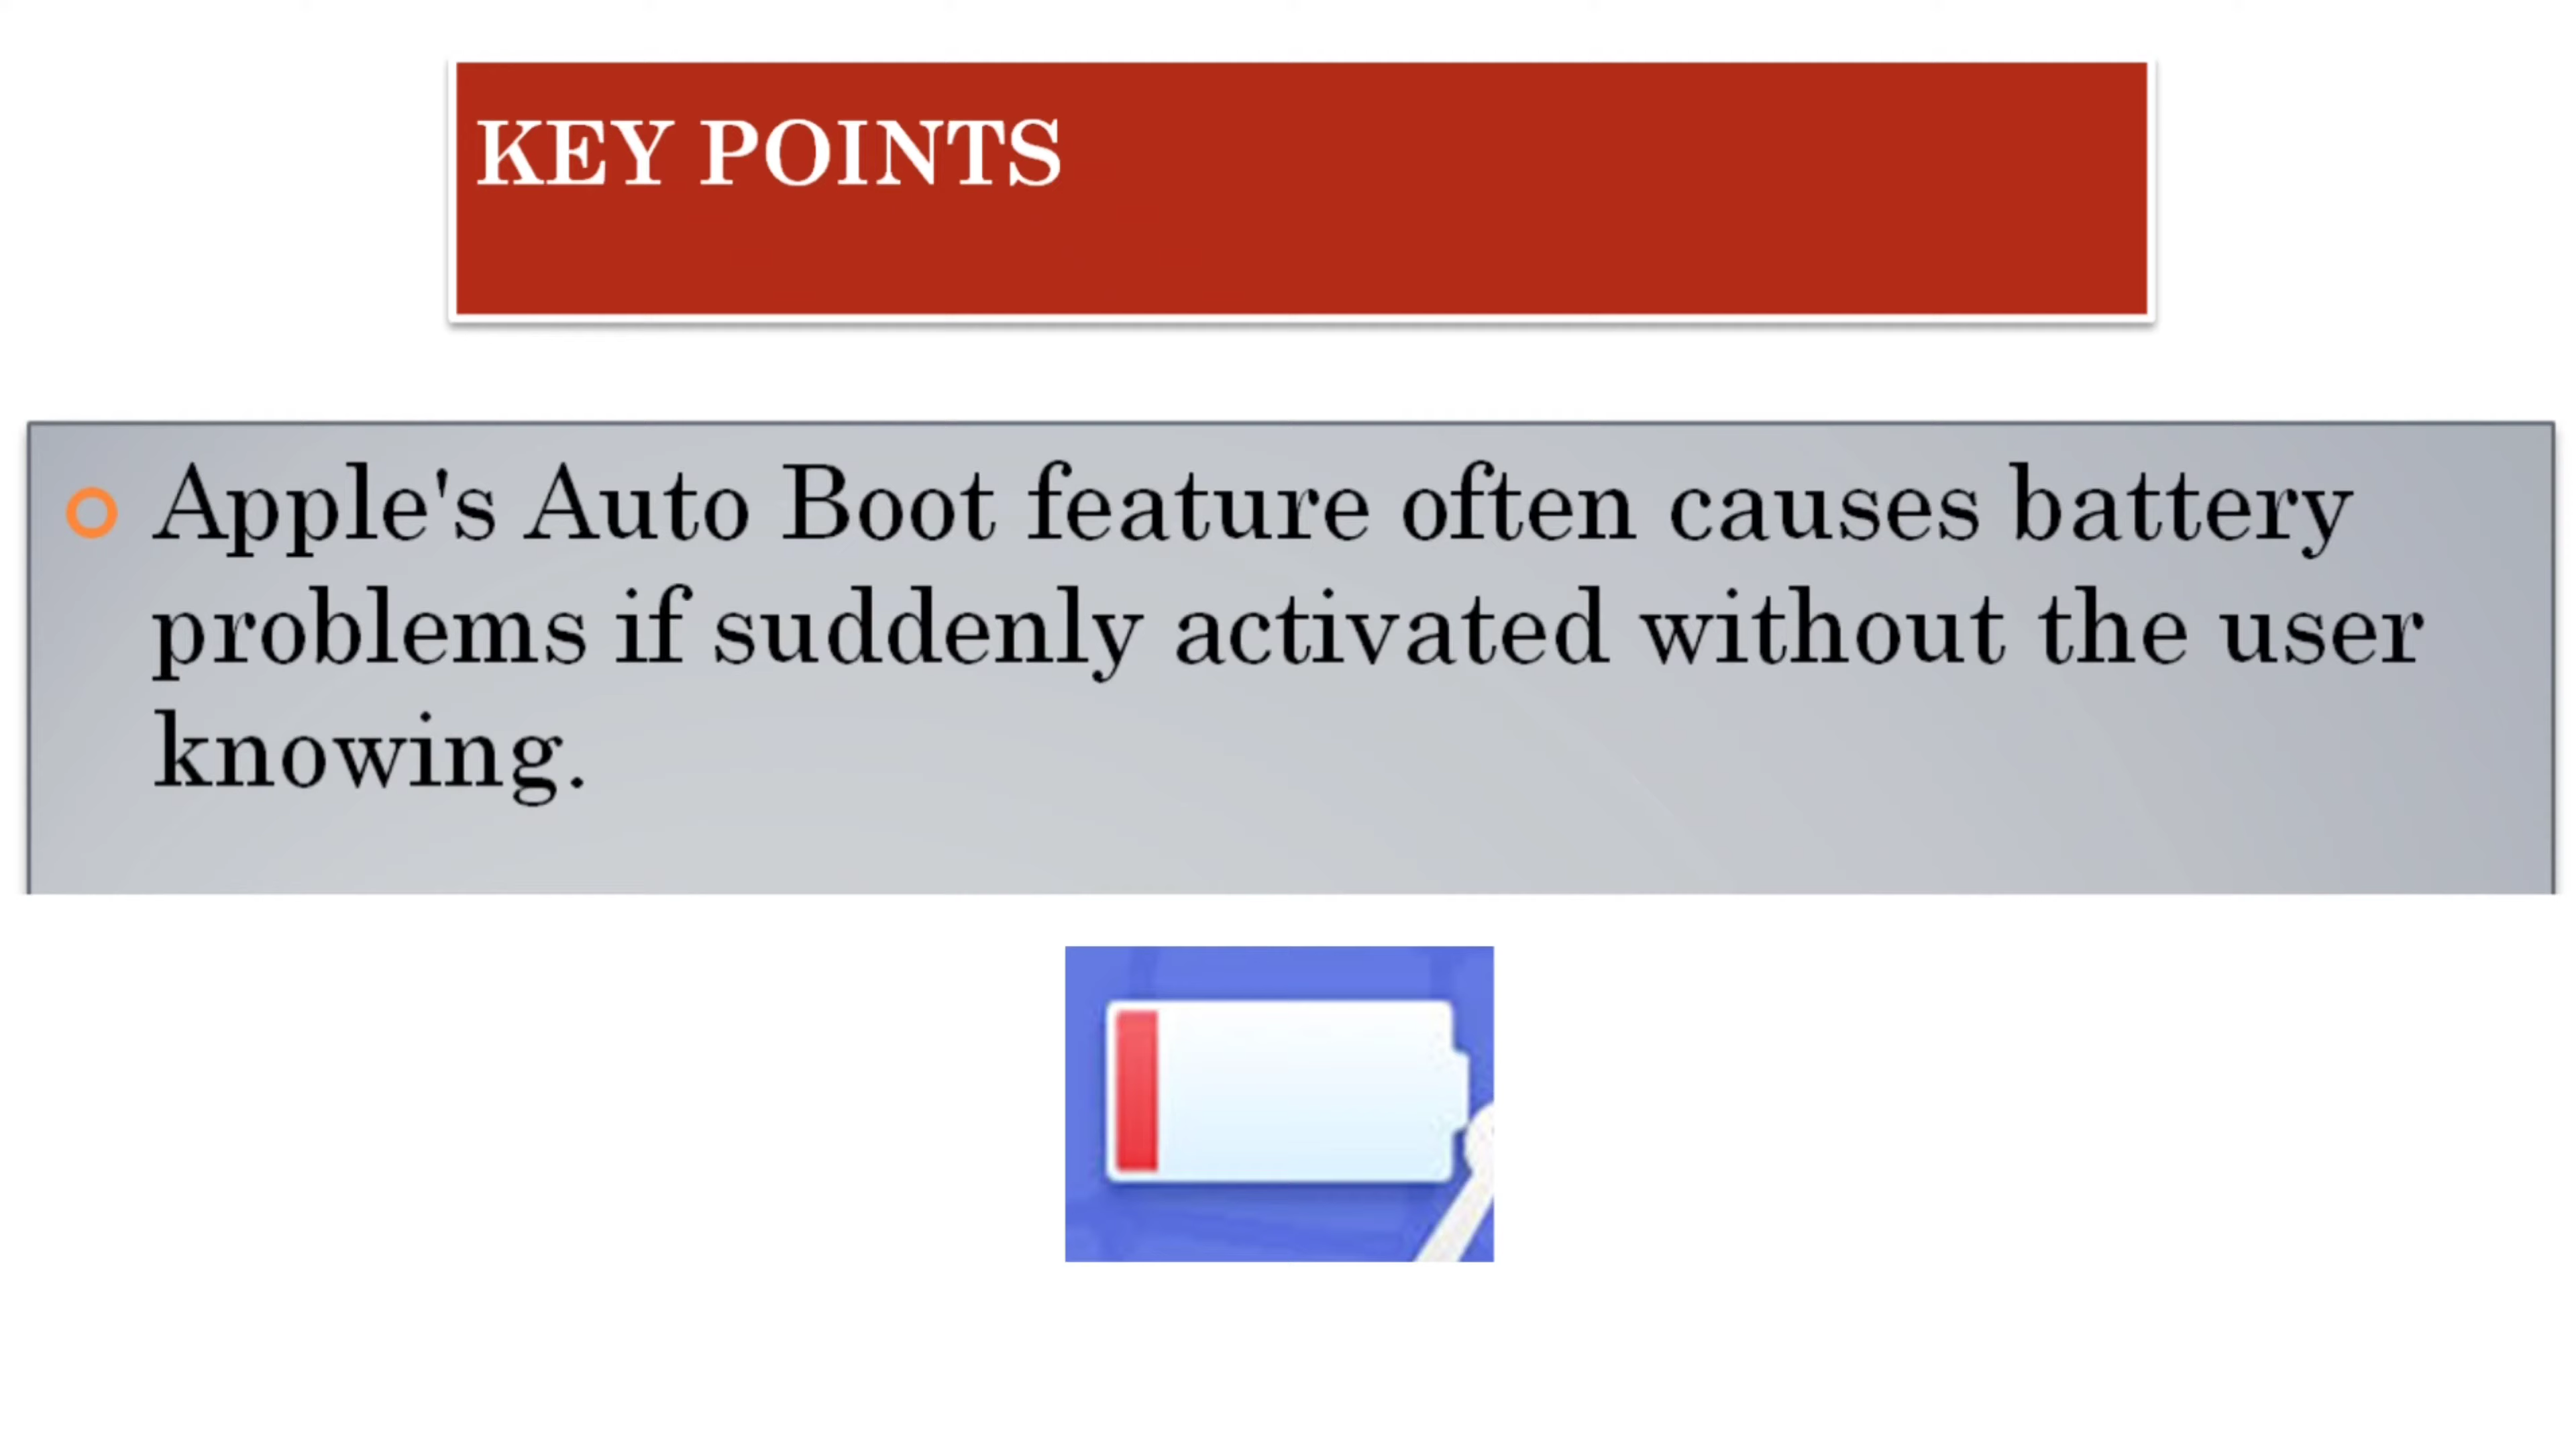 KEY POINTS
Apple's Auto Boot feature often causes battery
problems if suddenly activated without the user
knowing.